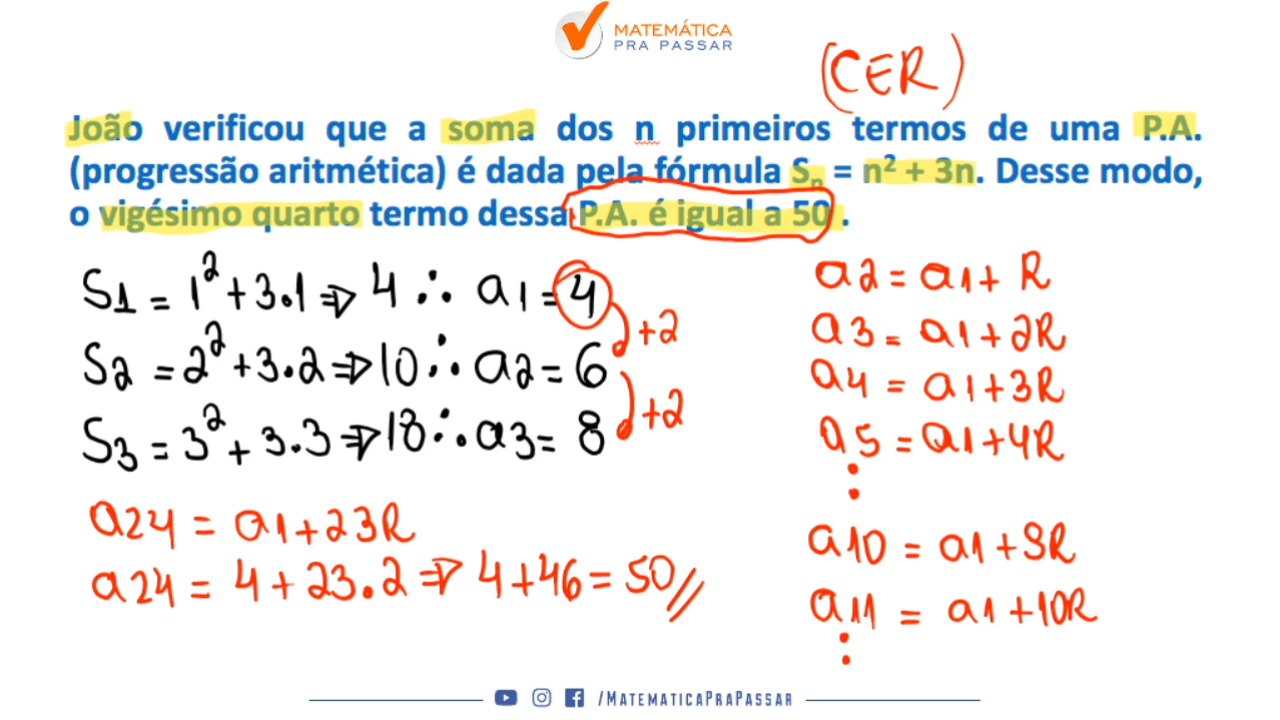 MATEMÁTICA
PRA PASSAR
(CER)
João verificou que a soma dos n primeiros termos de uma P.A.
(progressão aritmética) é dada pela fórmula Sₙ = n² + 3n. Desse modo,
o vigésimo quarto termo dessa P.A. é igual a 50 .
S1 = 1² + 3.1 ⇒ 4 ∴ a1 = 4
+2
S2 = 2² + 3.2 ⇒ 10 ∴ a2 = 6
+2
S3 = 3² + 3.3 ⇒ 18 ∴ a3 = 8
a24 = a1 + 23R
a24 = 4 + 23.2 ⇒ 4 + 46 = 50//
a2 = a1 + R
a3 = a1 + 2R
a4 = a1 + 3R
a5 = a1 + 4R
:
a10 = a1 + 9R
a11 = a1 + 10R
:
/MATEMATICAPRAPASSAR